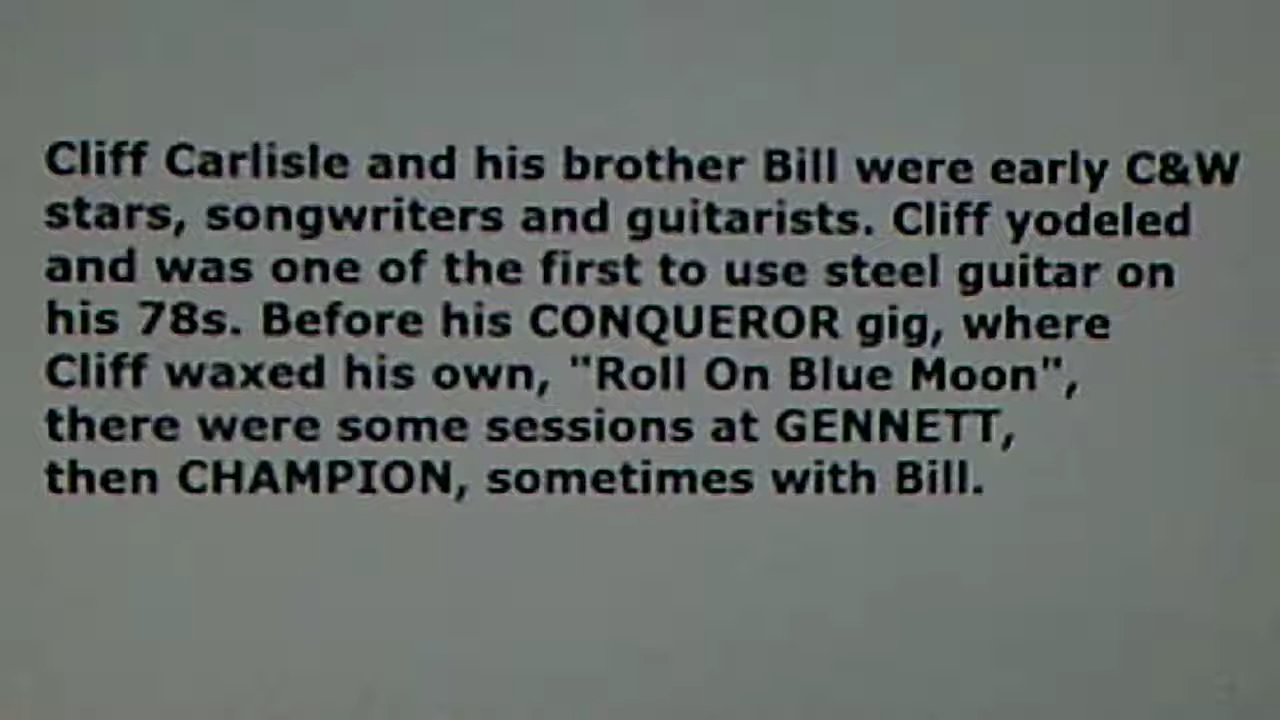 Cliff Carlisle and his brother Bill were early C&W
stars, songwriters and guitarists. Cliff yodeled
and was one of the first to use steel guitar on
his 78s. Before his CONQUEROR gig, where
Cliff waxed his own, "Roll On Blue Moon",
there were some sessions at GENNETT,
then CHAMPION, sometimes with Bill.